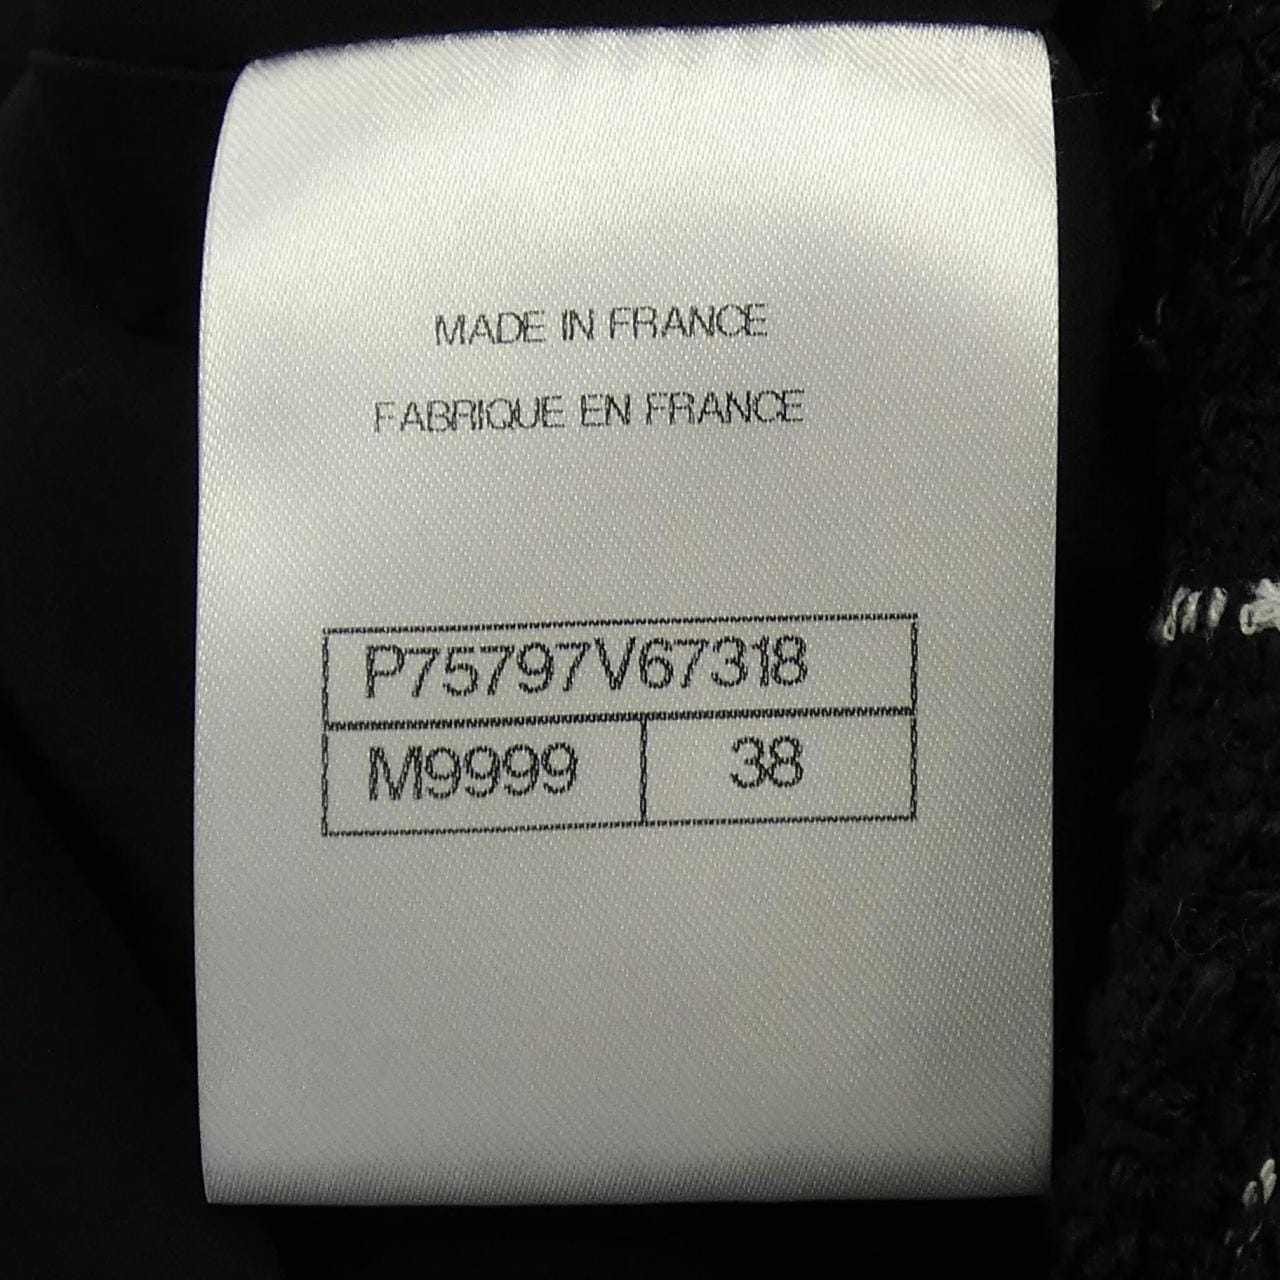 MADE IN FRANCE
FABRIQUE EN FRANCE
P75797V67318
M9999 38